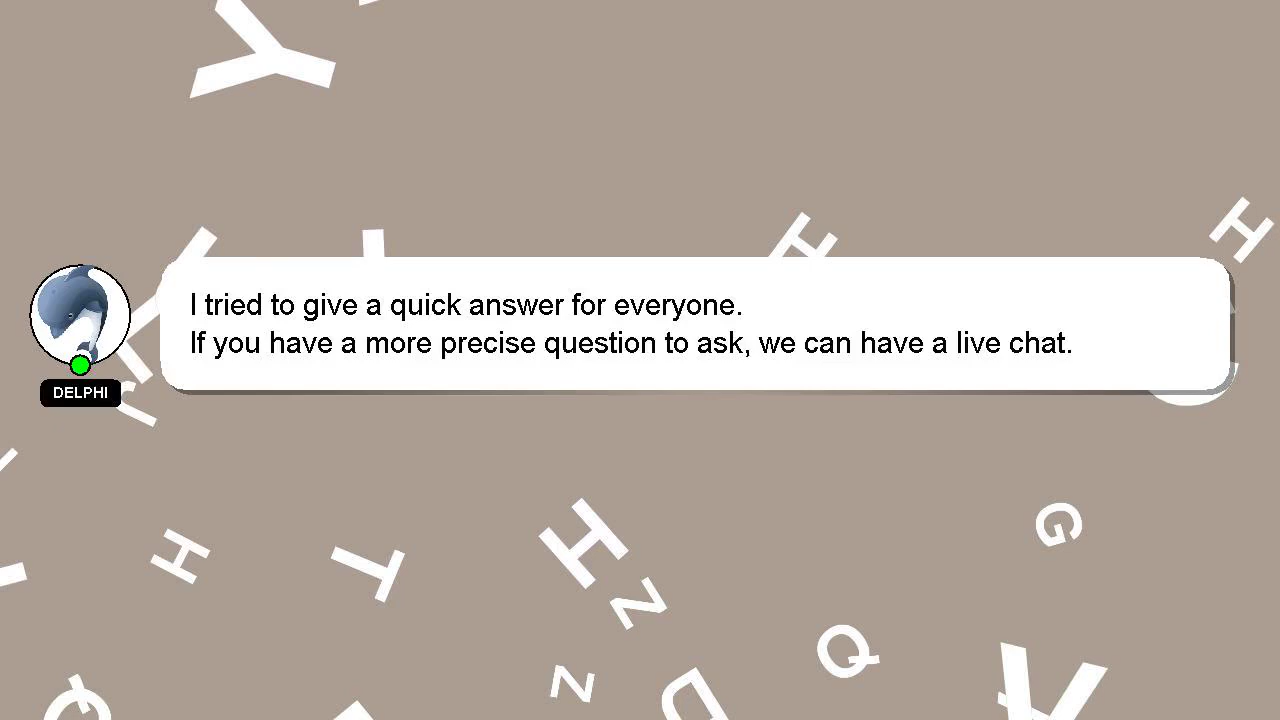 I tried to give a quick answer for everyone.
If you have a more precise question to ask, we can have a live chat.
DELPHI
Y
H
H
H
T
H
G
Z
Q
Z
D
Q